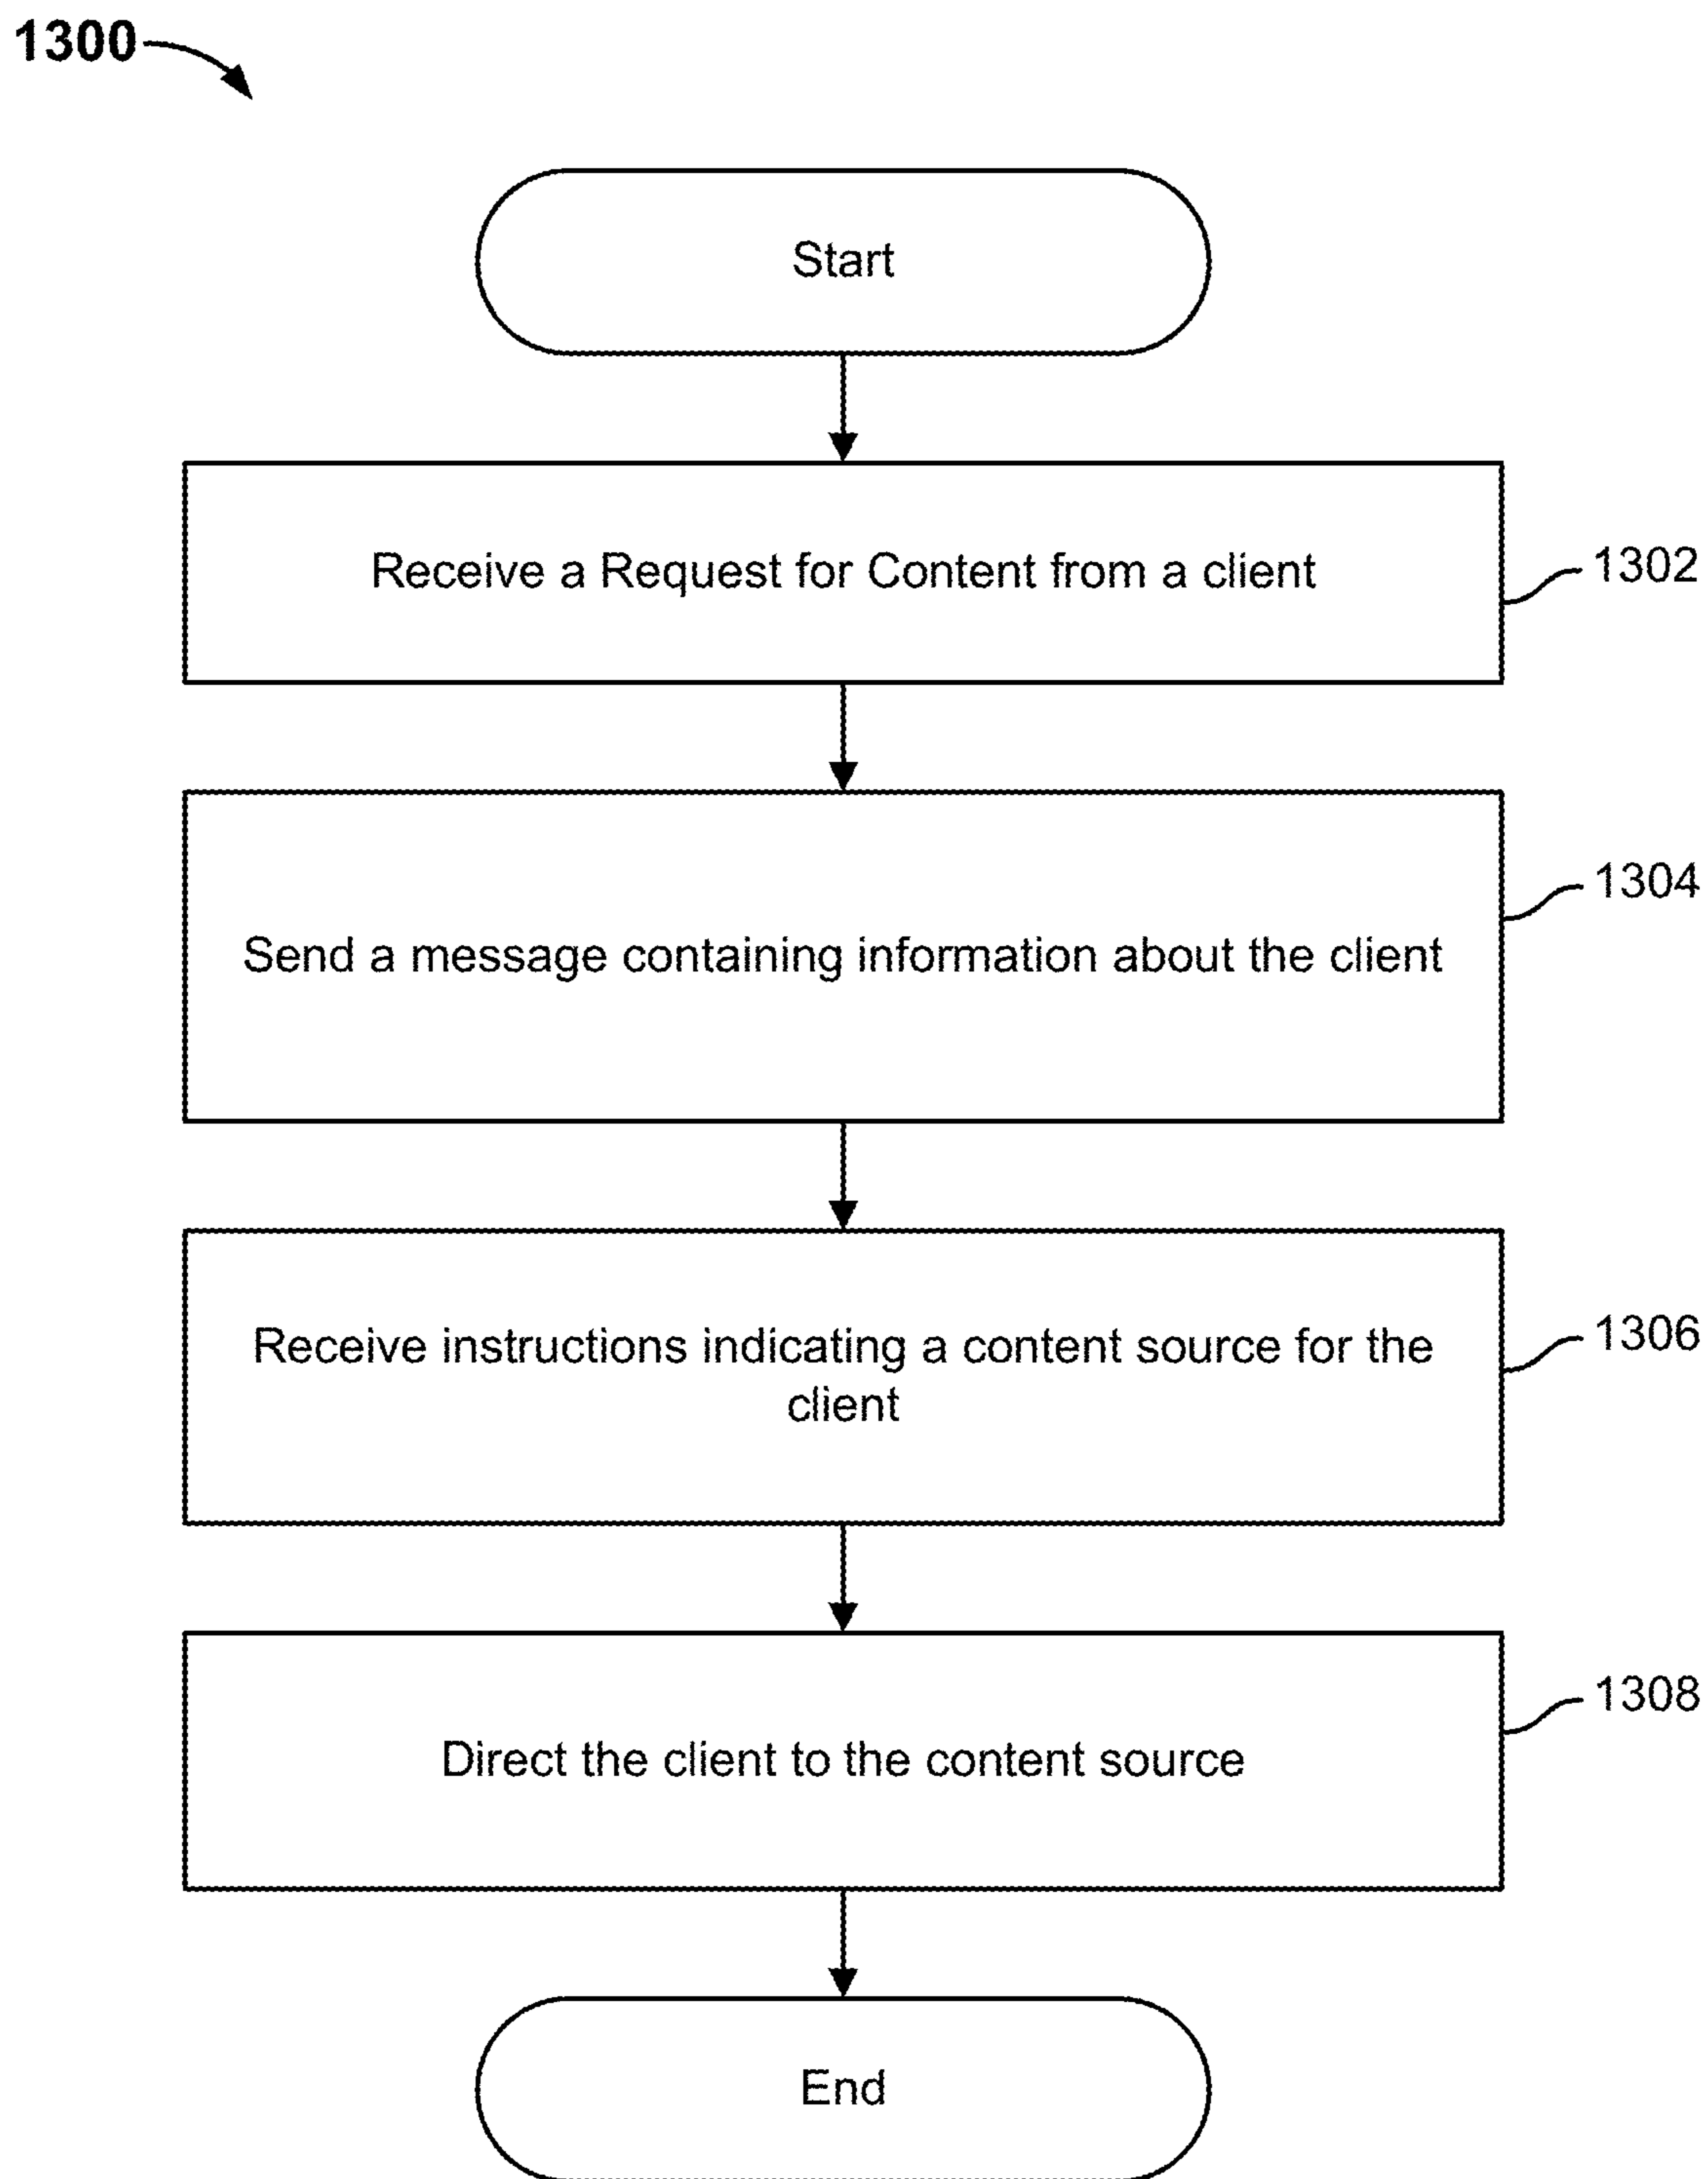 1300
Start
Receive a Request for Content from a client
1302
1304
Send a message containing information about the client
1306
Receive instructions indicating a content source for the
client
1308
Direct the client to the content source
End